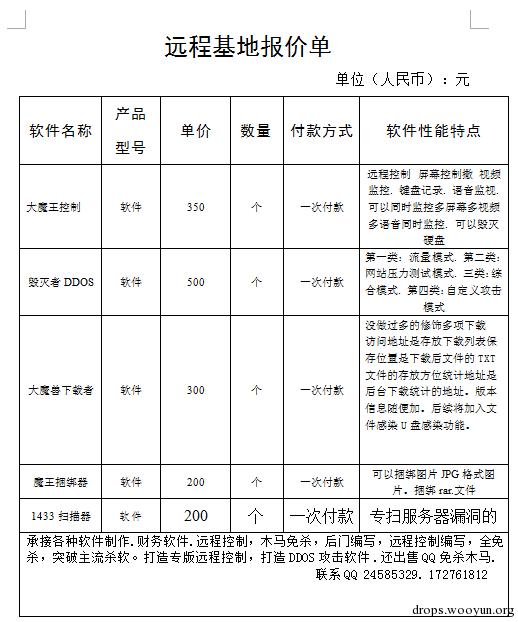 远程基地报价单
单位（人民币）：元
软件名称 产品型号 单价 数量 付款方式 软件性能特点
大魔王控制 软件 350 个 一次付款
远程控制 屏幕控制撤 视频
监控. 键盘记录. 语音监视.
可以同时监控多屏幕多视频
多语音同时监控. 可以毁灭
硬盘
毁灭者 DDOS 软件 500 个 一次付款
第一类: 流量模式. 第二类:
网站压力测试模式. 三类:综
合模式. 第四类:自定义攻击
模式
大魔兽下载者 软件 300 个 一次付款
没做过多的修饰多项下载
访问地址是存放下载列表保
存位置是下载后文件的 TXT
文件的存放方位统计地址是
后台下载统计的地址。版本
信息随便加。后续将加入文
件感染 U 盘感染功能。
魔王捆绑器 软件 200 个 一次付款
可以捆绑图片 JPG 格式图
片。捆绑 rar.文件
1433 扫描器 软件 200 个 一次付款 专扫服务器漏洞的
承接各种软件制作.财务软件.远程控制，木马免杀，后门编写，远程控制编写，全免
杀，突破主流杀软。打造专版远程控制，打造 DDOS 攻击软件.还出售 QQ 免杀木马.
联系 QQ 24585329. 172761812
drops.wooyun.org